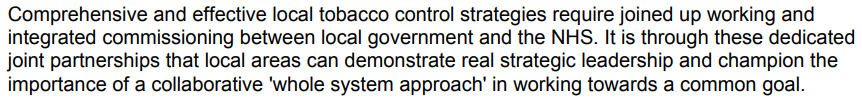 Comprehensive and effective local tobacco control strategies require joined up working and
integrated commissioning between local government and the NHS. It is through these dedicated
joint partnerships that local areas can demonstrate real strategic leadership and champion the
importance of a collaborative 'whole system approach' in working towards a common goal.